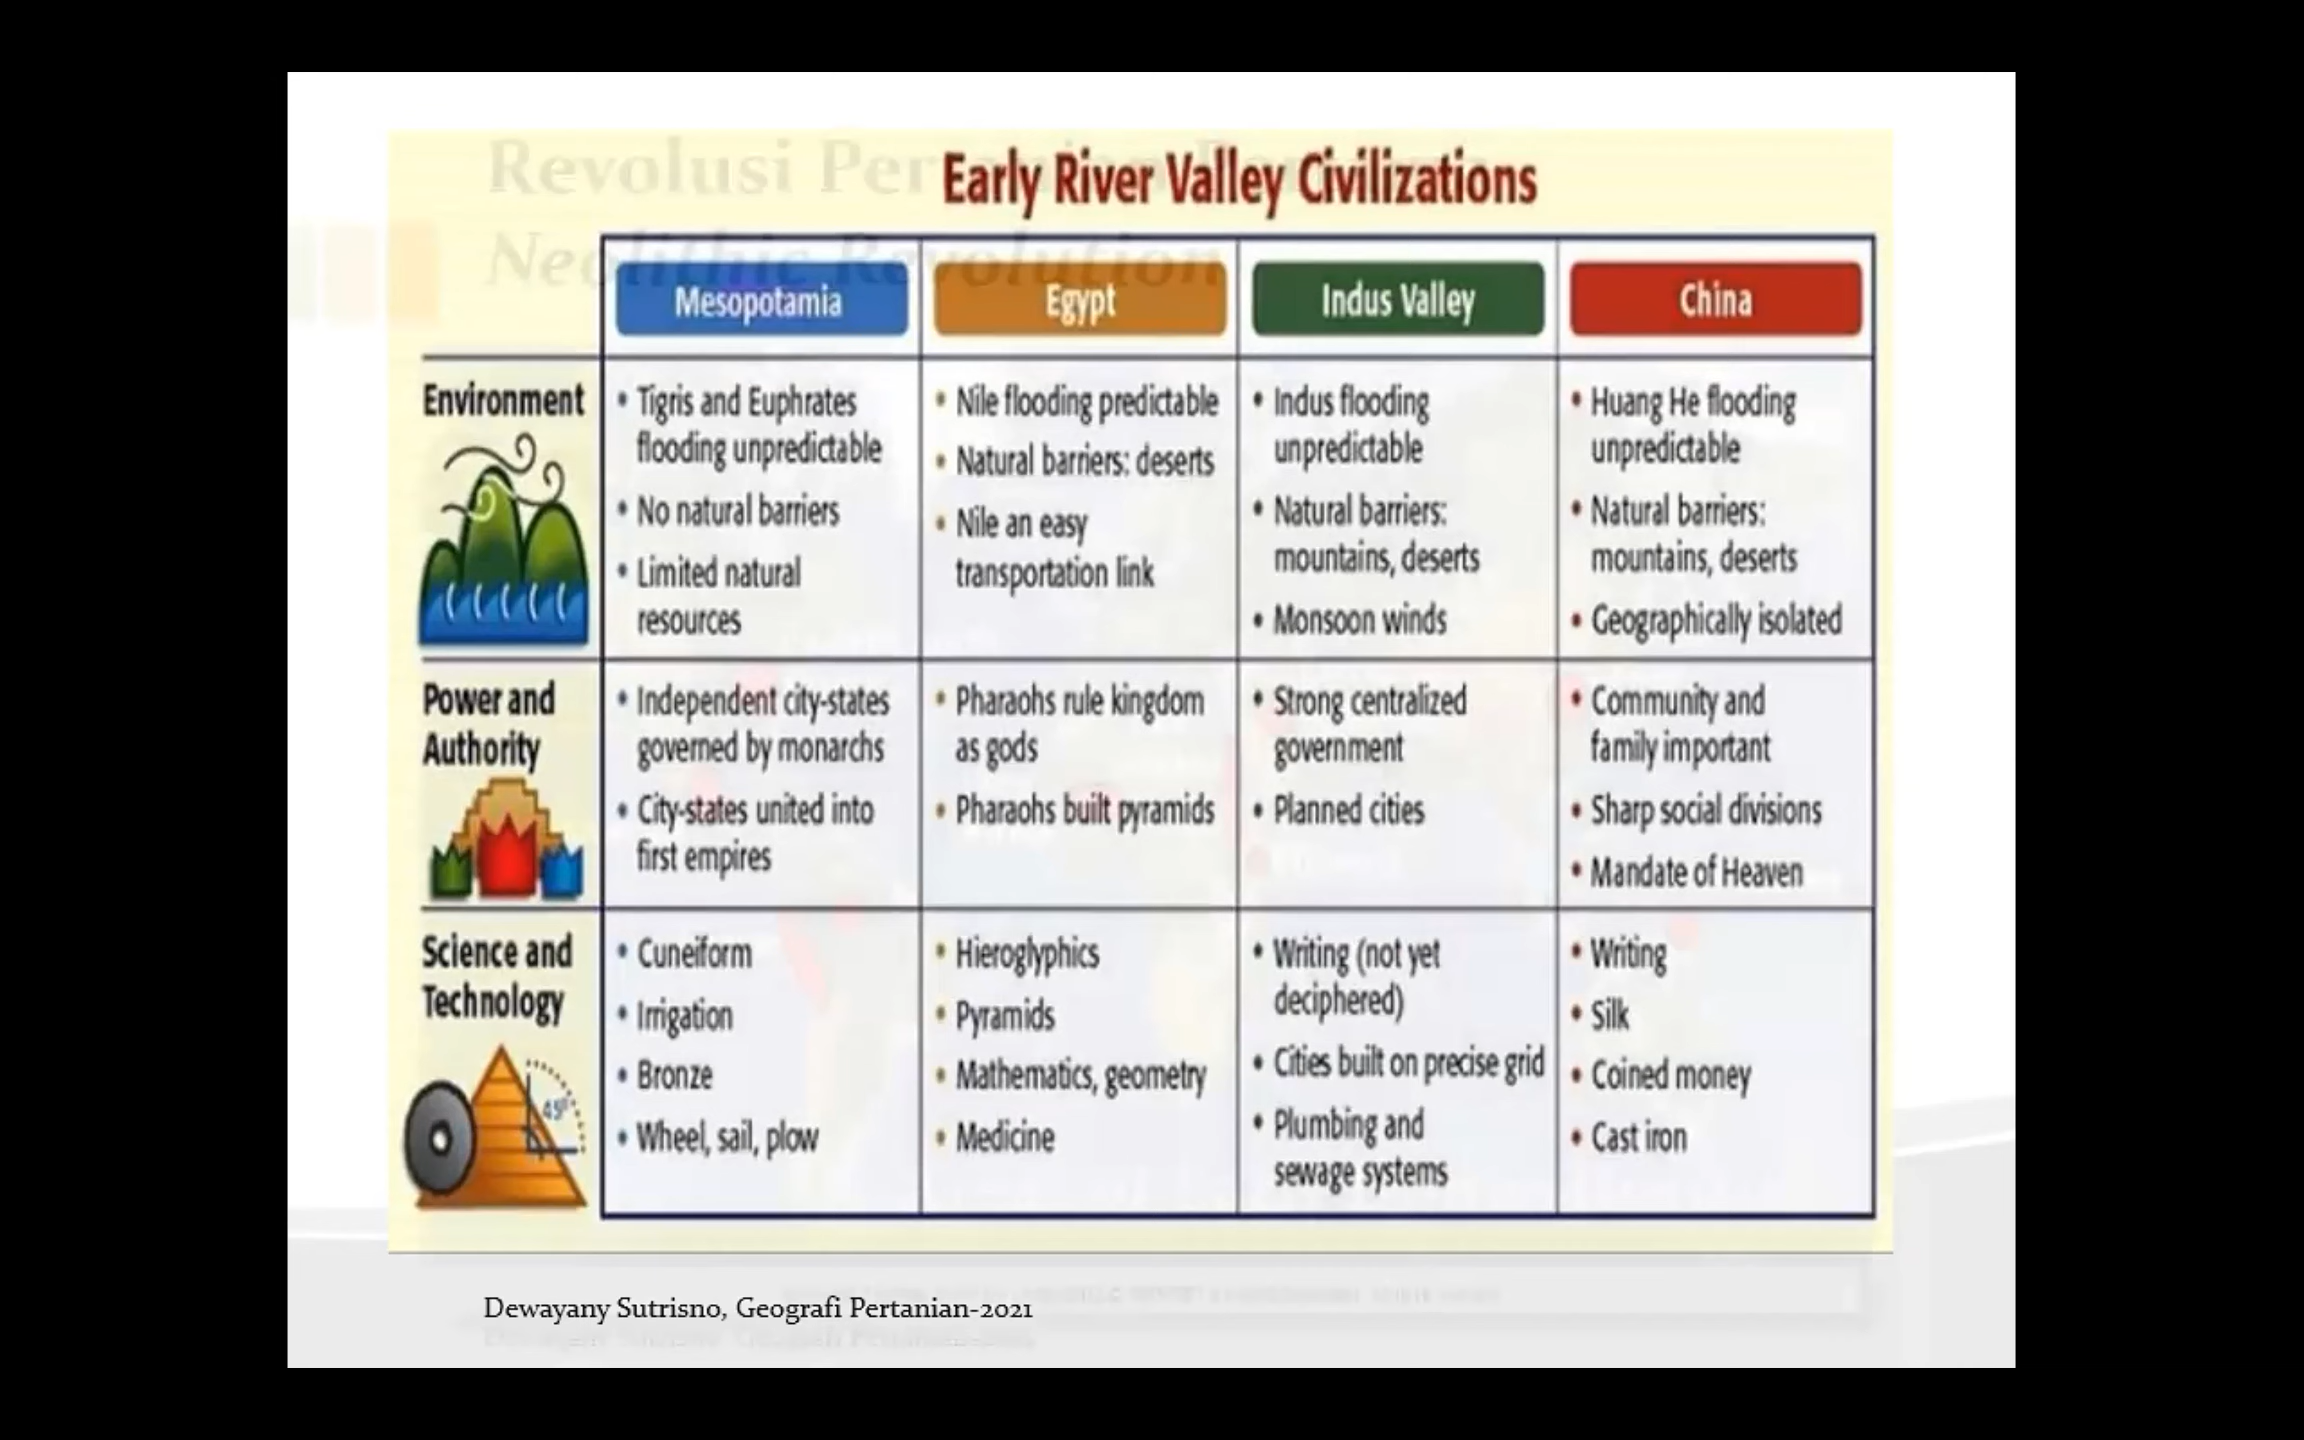 Revolusi Per
Early River Valley Civilizations
Neolithic Revolution
Mesopotamia
Egypt
Indus Valley
China
Environment
• Tigris and Euphrates
flooding unpredictable
• No natural barriers
• Limited natural
resources
• Nile flooding predictable
• Natural barriers: deserts
• Nile an easy
transportation link
• Indus flooding
unpredictable
• Natural barriers:
mountains, deserts
• Monsoon winds
• Huang He flooding
unpredictable
• Natural barriers:
mountains, deserts
• Geographically isolated
Power and
Authority
• Independent city-states
governed by monarchs
• City-states united into
first empires
• Pharaohs rule kingdom
as gods
• Pharaohs built pyramids
• Strong centralized
government
• Planned cities
• Community and
family important
• Sharp social divisions
• Mandate of Heaven
Science and
Technology
45°
• Cuneiform
• Irrigation
• Bronze
• Wheel, sail, plow
• Hieroglyphics
• Pyramids
• Mathematics, geometry
• Medicine
• Writing (not yet
deciphered)
• Cities built on precise grid
• Plumbing and
sewage systems
• Writing
• Silk
• Coined money
• Cast iron
Dewayany Sutrisno, Geografi Pertanian-2021